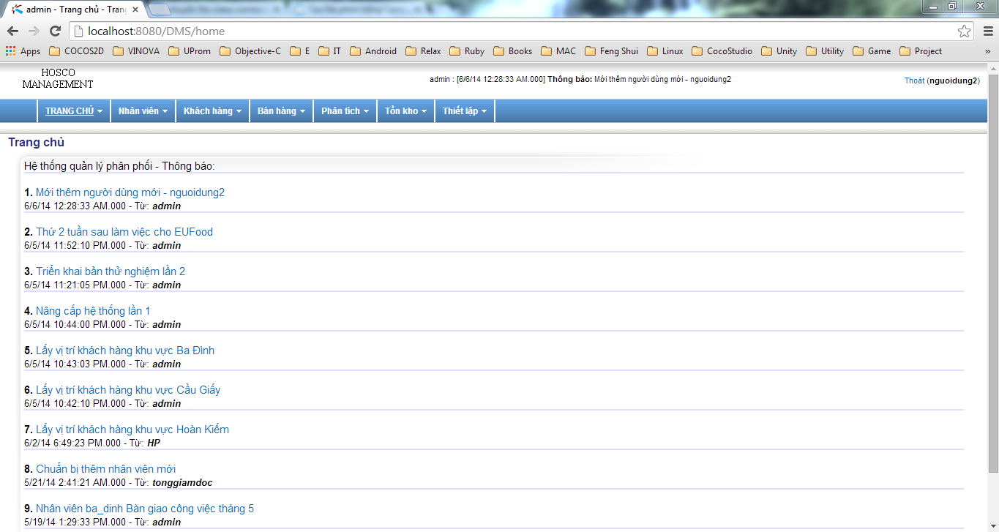 admin - Trang chủ - Tran
localhost:8080/DMS/home
Apps COCOS2D VINOVA UProm Objective-C E IT Android Relax Ruby Books MAC Feng Shui Linux CocoStudio Unity Utility Game Project »
HOSCO
MANAGEMENT
admin : [6/6/14 12:28:33 AM.000] Thông báo: Mới thêm người dùng mới - nguoidung2
Thoát (nguoidung2)
TRANG CHỦ Nhân viên Khách hàng Bán hàng Phân tích Tồn kho Thiết lập
Trang chủ
Hệ thống quản lý phân phối - Thông báo:
1. Mới thêm người dùng mới - nguoidung2
6/6/14 12:28:33 AM.000 - Từ: admin
2. Thứ 2 tuần sau làm việc cho EUFood
6/5/14 11:52:10 PM.000 - Từ: admin
3. Triển khai bản thử nghiệm lần 2
6/5/14 11:21:05 PM.000 - Từ: admin
4. Nâng cấp hệ thống lần 1
6/5/14 10:44:00 PM.000 - Từ: admin
5. Lấy vị trí khách hàng khu vực Ba Đình
6/5/14 10:43:03 PM.000 - Từ: admin
6. Lấy vị trí khách hàng khu vực Cầu Giấy
6/5/14 10:42:10 PM.000 - Từ: admin
7. Lấy vị trí khách hàng khu vực Hoàn Kiếm
6/2/14 6:49:23 PM.000 - Từ: HP
8. Chuẩn bị thêm nhân viên mới
5/21/14 2:41:21 AM.000 - Từ: tonggiamdoc
9. Nhân viên ba_dinh Bàn giao công việc tháng 5
5/19/14 1:29:33 PM.000 - Từ: admin